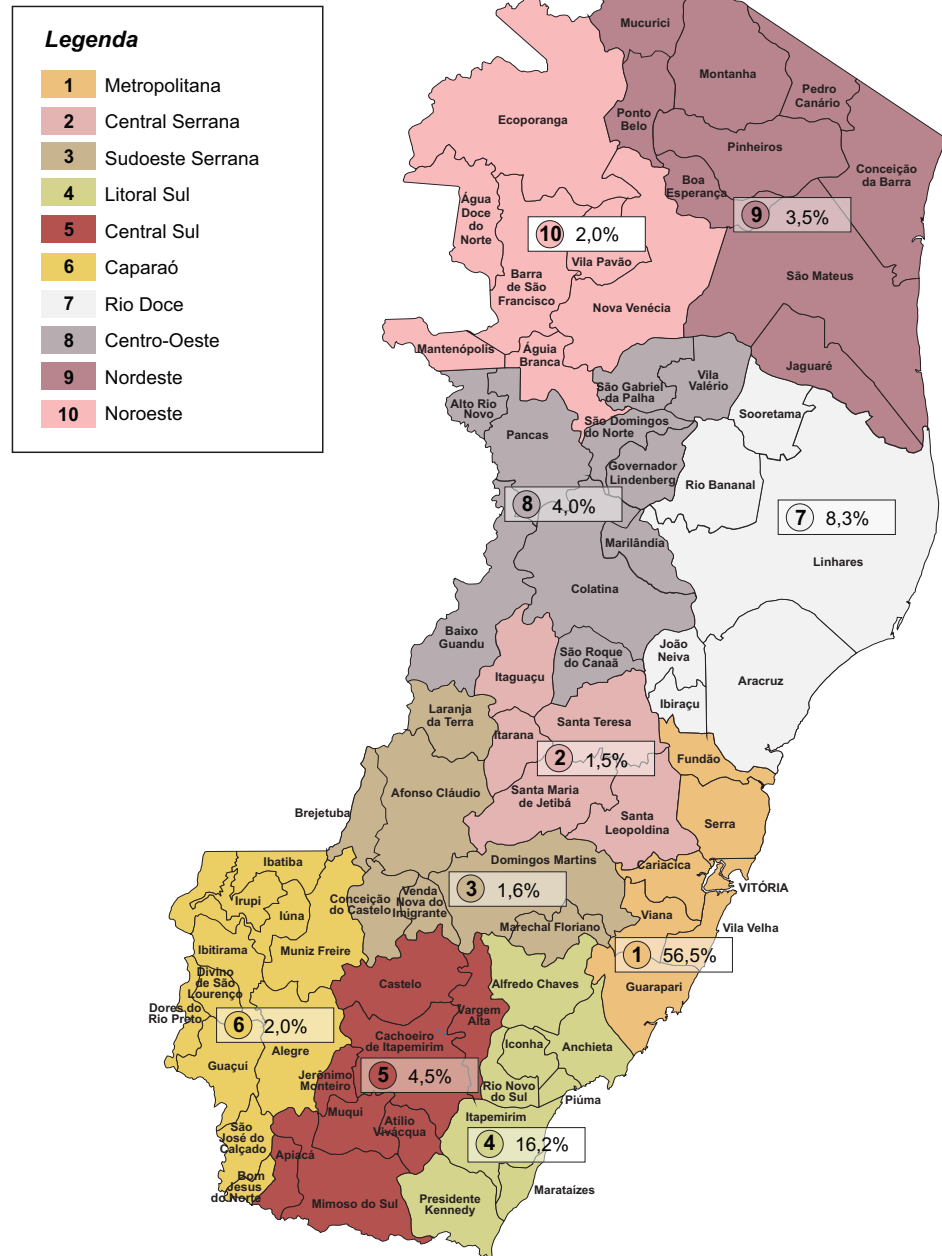 Legenda
1 Metropolitana
2 Central Serrana
3 Sudoeste Serrana
4 Litoral Sul
5 Central Sul
6 Caparaó
7 Rio Doce
8 Centro-Oeste
9 Nordeste
10 Noroeste
Mucurici
Montanha
Pedro
Canário
Ecoporanga
Ponto
Belo
Pinheiros
Conceição
da Barra
Boa
Esperança
Água
Doce
do
Norte
9 3,5%
10 2,0%
Vila Pavão
Barra
de São
Francisco
São Mateus
Nova Venécia
Mantenópolis
Águia
Branca
Jaguaré
São Gabriel
da Palha
Vila
Valério
Alto Rio
Novo
Sooretama
Pancas
São Domingos
do Norte
Governador
Lindenberg
Rio Bananal
8 4,0%
7 8,3%
Marilândia
Linhares
Colatina
Baixo
Guandu
São Roque
do Canaã
João
Neiva
Itaguaçu
Aracruz
Ibiraçu
Laranja
da Terra
Santa Teresa
Itarana
2 1,5%
Fundão
Afonso Cláudio
Santa Maria
de Jetibá
Brejetuba
Santa
Leopoldina
Serra
Ibatiba
Domingos Martins
Cariacica
VITÓRIA
3 1,6%
Irupi
Iúna
Conceição
do Castelo
Venda
Nova do
Imigrante
Viana
Vila Velha
Marechal Floriano
Ibitirama
Muniz Freire
1 56,5%
Divino
de São
Lourenço
Castelo
Alfredo Chaves
Guarapari
Dores do
Rio Preto
Vargem
Alta
6 2,0%
Cachoeiro
de Itapemirim
Iconha
Anchieta
Guaçuí
Alegre
Jerônimo
Monteiro
5 4,5%
Rio Novo
do Sul
Piúma
Muqui
Atílio
Vivácqua
Itapemirim
São
José do
Calçado
4 16,2%
Apiacá
Bom
Jesus
do Norte
Mimoso do Sul
Presidente
Kennedy
Marataízes